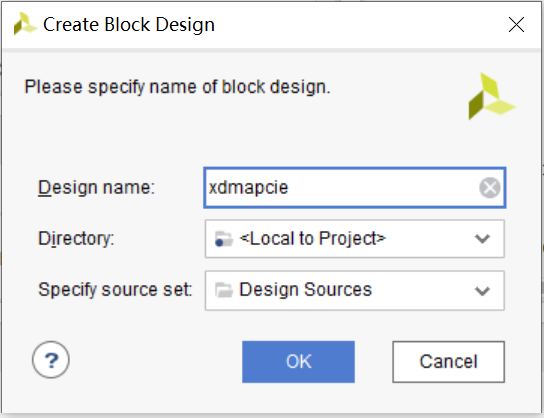 Create Block Design
Please specify name of block design.
Design name: xdmapcie
Directory: <Local to Project>
Specify source set: Design Sources
? OK Cancel